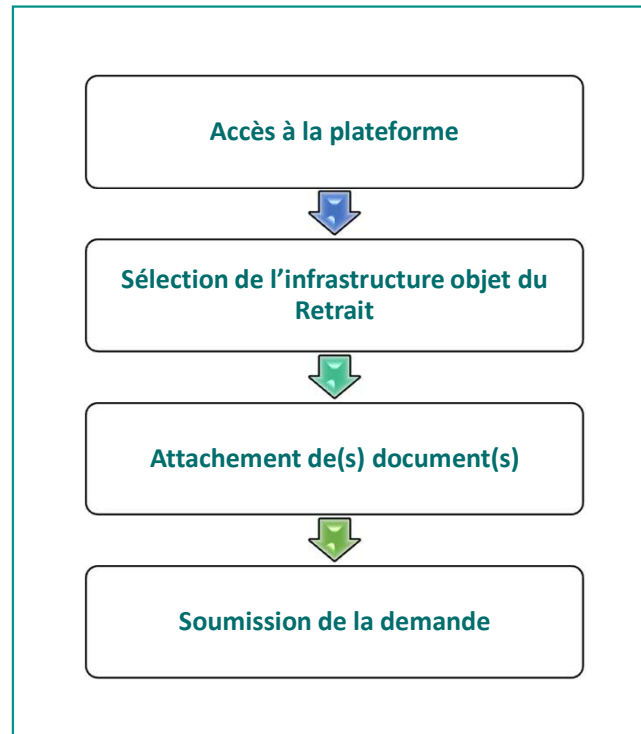 Accès à la plateforme
Sélection de l’infrastructure objet du
Retrait
Attachement de(s) document(s)
Soumission de la demande